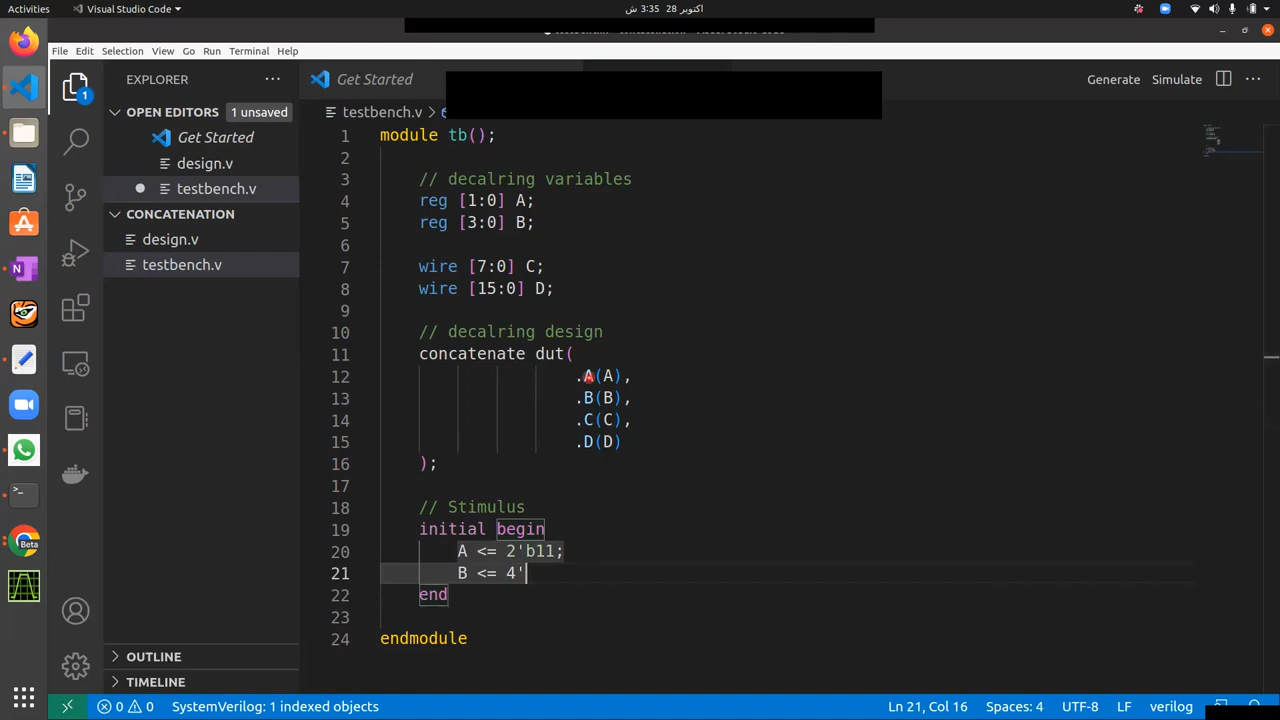 Activities
Visual Studio Code
اکتوبر 28 3:35 ش
File Edit Selection View Go Run Terminal Help
EXPLORER
Get Started
Generate Simulate
OPEN EDITORS 1 unsaved
Get Started
design.v
testbench.v
CONCATENATION
design.v
testbench.v
OUTLINE
TIMELINE
testbench.v
1 module tb();
2
3 // decalring variables
4 reg [1:0] A;
5 reg [3:0] B;
6
7 wire [7:0] C;
8 wire [15:0] D;
9
10 // decalring design
11 concatenate dut(
12 .A(A),
13 .B(B),
14 .C(C),
15 .D(D)
16 );
17
18 // Stimulus
19 initial begin
20 A <= 2'b11;
21 B <= 4'
22 end
23
24 endmodule
1
N
Beta
0 0 SystemVerilog: 1 indexed objects Ln 21, Col 16 Spaces: 4 UTF-8 LF verilog